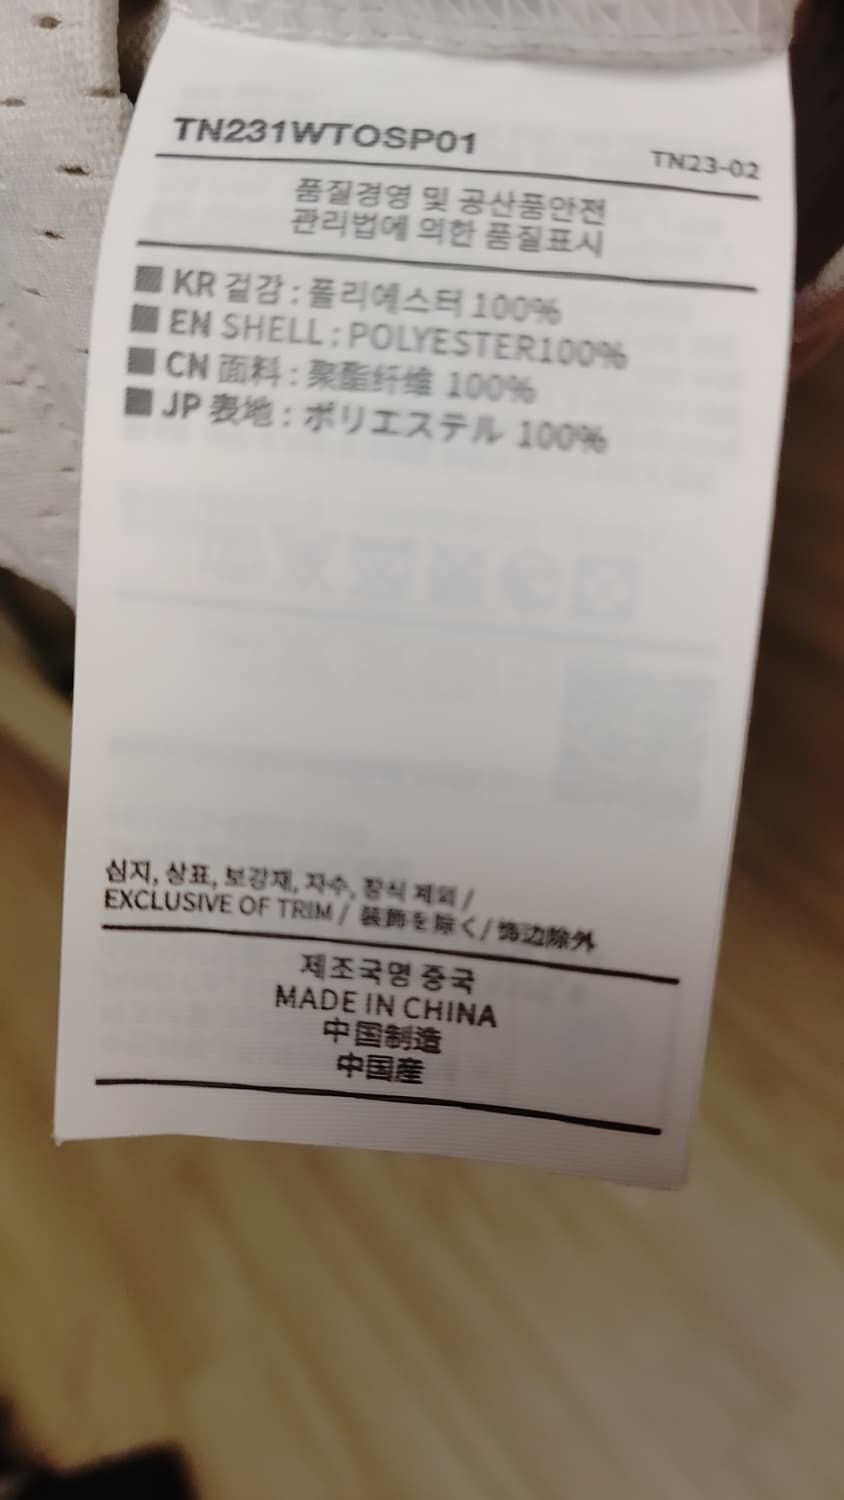 TN231WTOSP01
TN23-02
품질경영 및 공산품안전
관리법에 의한 품질표시
KR 겉감 : 폴리에스터 100%
EN SHELL : POLYESTER100%
CN 面料 : 聚酯纤维 100%
JP 表地 : ポリエステル 100%
심지, 상표, 보강재, 자수, 장식 제외 /
EXCLUSIVE OF TRIM / 装飾を除く / 饰边除外
제조국명 중국
MADE IN CHINA
中国制造
中国産